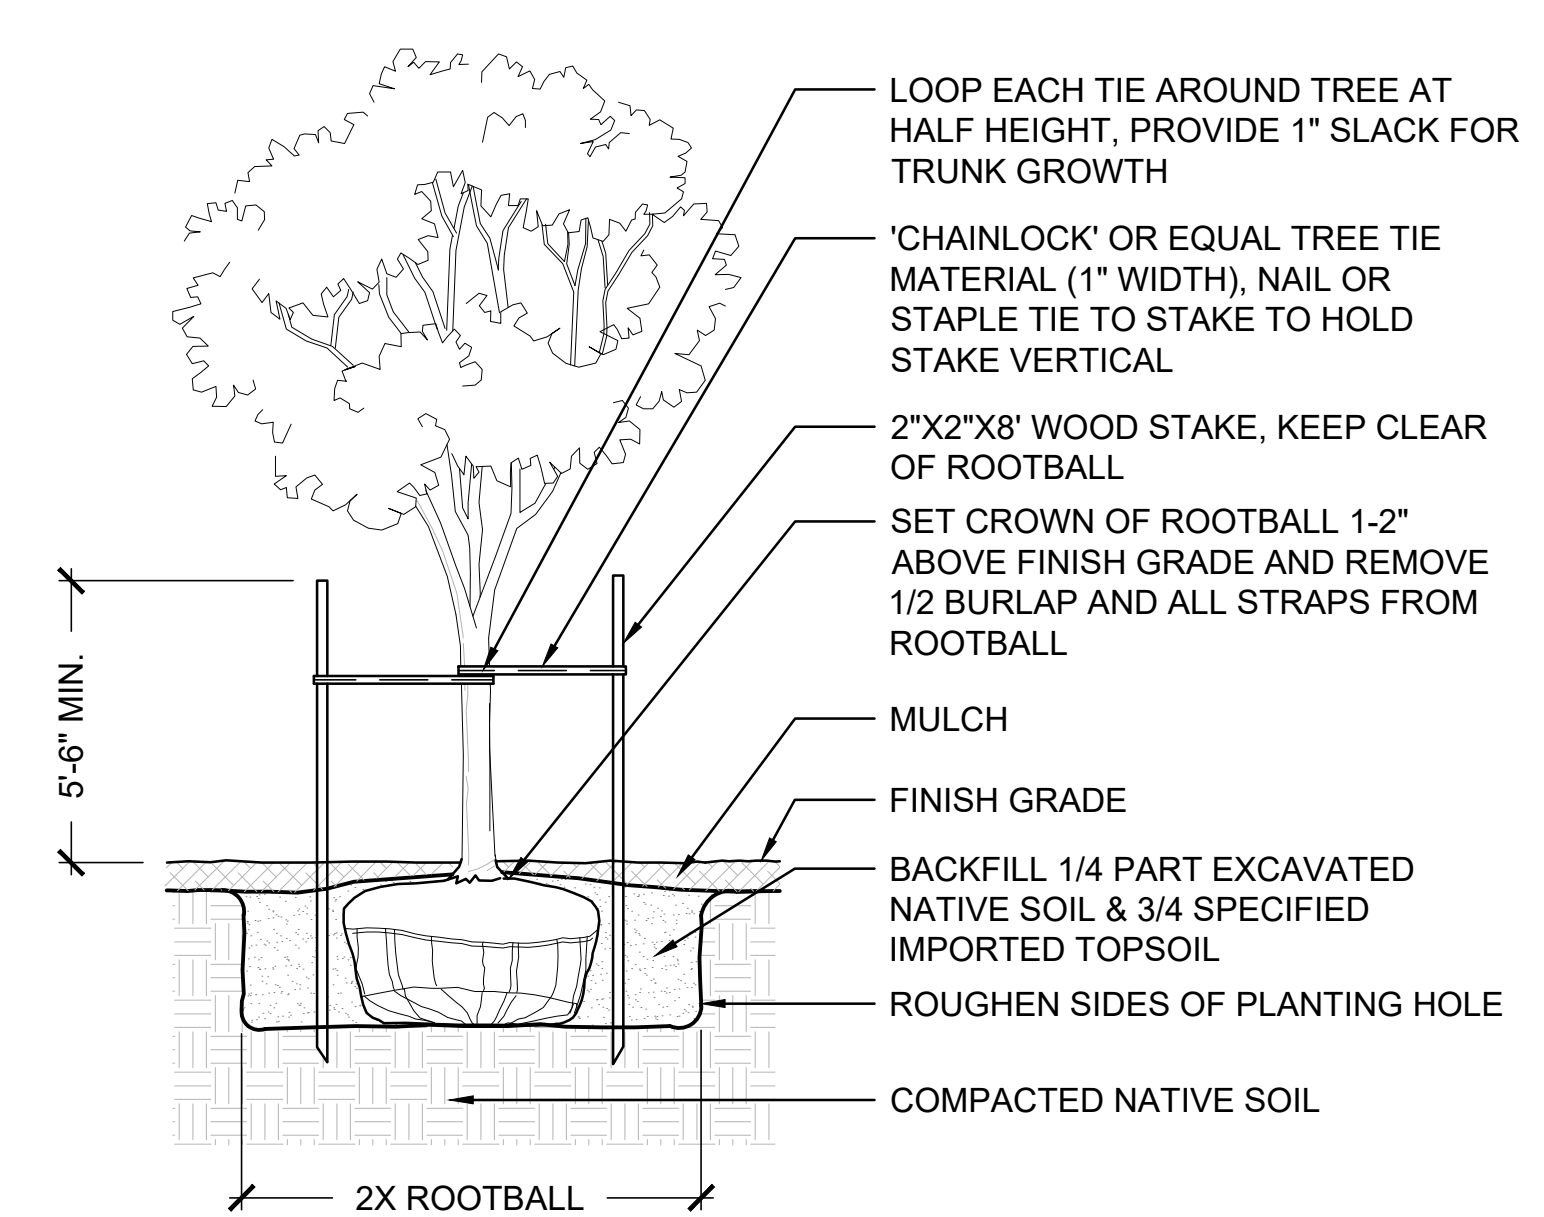 LOOP EACH TIE AROUND TREE AT
HALF HEIGHT, PROVIDE 1" SLACK FOR
TRUNK GROWTH
'CHAINLOCK' OR EQUAL TREE TIE
MATERIAL (1" WIDTH), NAIL OR
STAPLE TIE TO STAKE TO HOLD
STAKE VERTICAL
2"X2"X8' WOOD STAKE, KEEP CLEAR
OF ROOTBALL
SET CROWN OF ROOTBALL 1-2"
ABOVE FINISH GRADE AND REMOVE
1/2 BURLAP AND ALL STRAPS FROM
ROOTBALL
5'-6" MIN.
MULCH
FINISH GRADE
BACKFILL 1/4 PART EXCAVATED
NATIVE SOIL & 3/4 SPECIFIED
IMPORTED TOPSOIL
ROUGHEN SIDES OF PLANTING HOLE
COMPACTED NATIVE SOIL
2X ROOTBALL